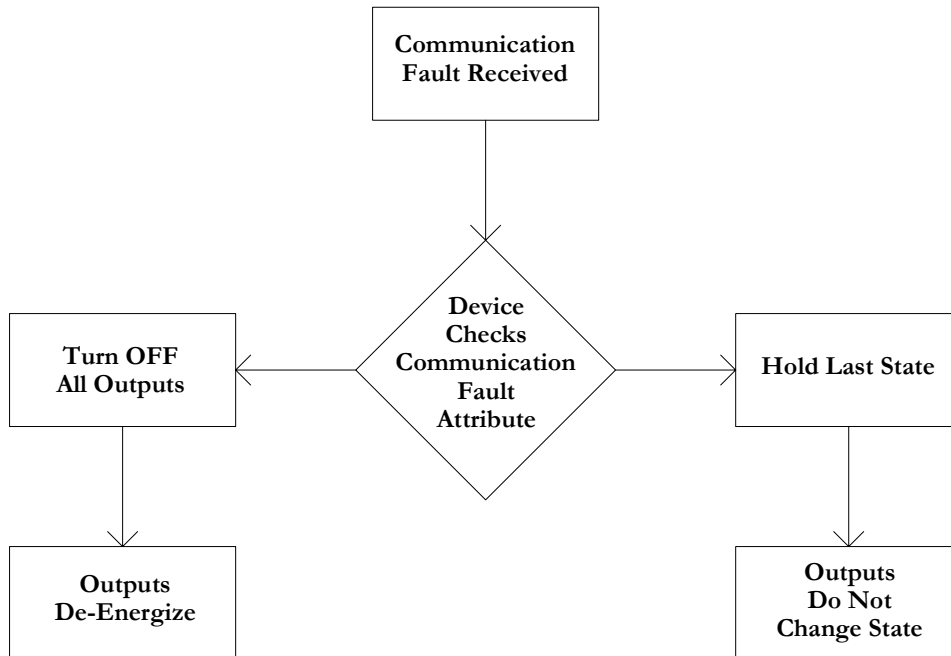 Communication
Fault Received
Device
Checks
Communication
Fault
Attribute
Turn OFF
All Outputs
Hold Last State
Outputs
De-Energize
Outputs
Do Not
Change State